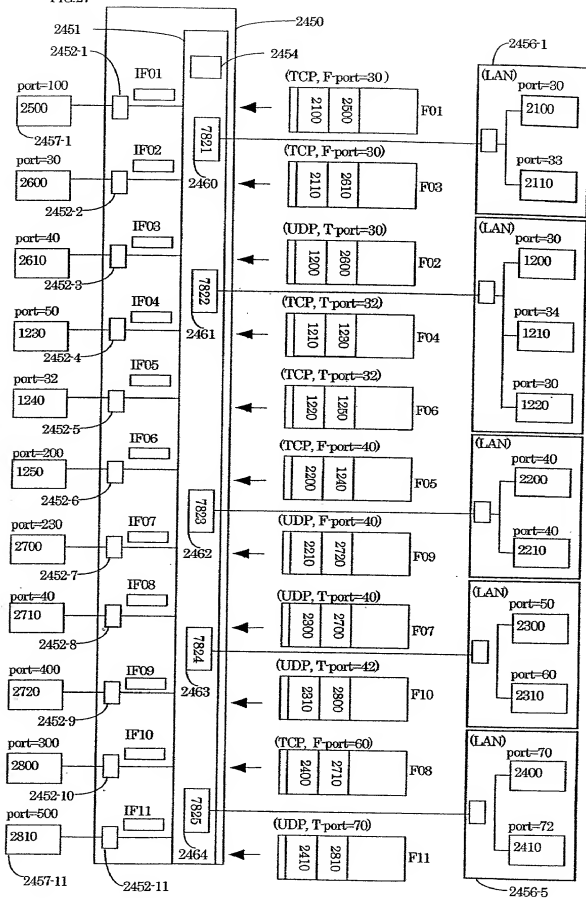 FIG.27
2451
2450
2452-1
2454
2456-1
IF01
(TCP, F-port=30)
(LAN)
port=100
port=30
2500
2100
2500
F01
2100
2457-1
7821
IF02
(TCP, F-port=30)
port=30
port=33
2600
2460
2110
2610
F03
2110
2452-2
IF03
(UDP, T-port=30)
(LAN)
port=40
port=30
2610
1200
2600
F02
1200
2452-3
7822
IF04
(TCP, T-port=32)
port=50
port=34
1230
2461
1210
1230
F04
1210
2452-4
IF05
(TCP, T-port=32)
port=32
port=30
1240
1220
1250
F06
1220
2452-5
IF06
(TCP, F-port=40)
(LAN)
port=200
port=40
1250
2200
1240
F05
2200
2452-6
7823
IF07
(UDP, F-port=40)
port=230
port=40
2700
2462
2210
2720
F09
2210
2452-7
IF08
(UDP, T-port=40)
(LAN)
port=40
port=50
2710
2300
2700
F07
2300
2452-8
7824
IF09
(UDP, T-port=42)
port=400
port=60
2720
2463
2310
2800
F10
2310
2452-9
IF10
(TCP, F-port=60)
(LAN)
port=300
port=70
2800
2400
2710
F08
2400
2452-10
7825
IF11
(UDP, T-port=70)
port=500
port=72
2810
2464
2410
2810
F11
2410
2457-11
2452-11
2456-5